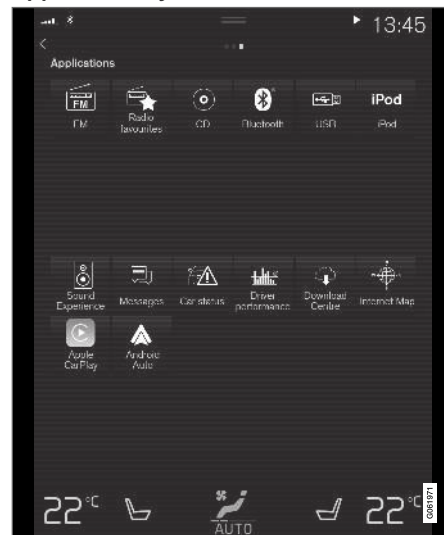 13:45
Applications
FM
iPod
FM
Radio
favourites
CD
Bluetooth
USB
iPod
Sound
Experience
Messages
Car status
Driver
performance
Download
Centre
Internet Map
Apple
CarPlay
Android
Auto
22°C
AUTO
22°C
G061971